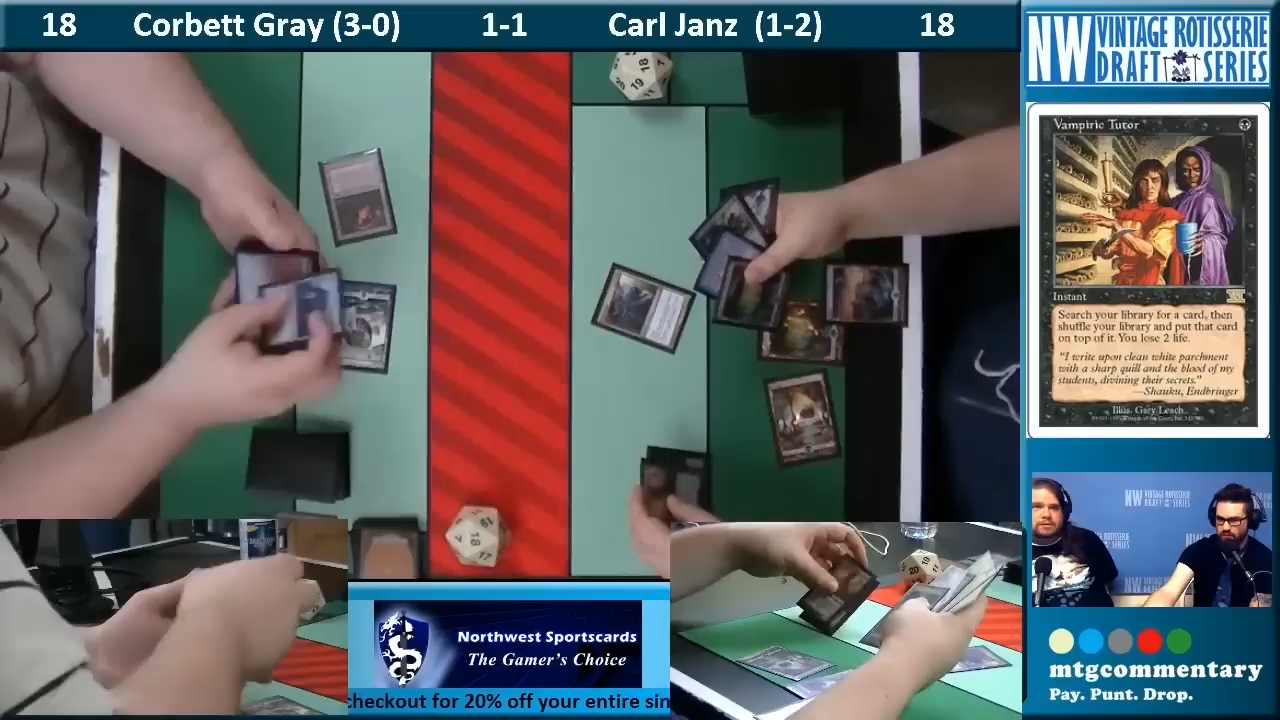 18 Corbett Gray (3-0) 1-1 Carl Janz (1-2) 18
NW VINTAGE ROTISSERIE
DRAFT SERIES
Vampiric Tutor
Instant
Search your library for a card, then
shuffle your library and put that card
on top of it. You lose 2 life.
"I write upon clean white parchment
with a sharp quill and the blood of my
students, divining their secrets."
—Shauku, Endbringer
Illus. Gary Leach
NW VINTAGE ROTISSERIE
DRAFT SERIES
Northwest Sportscards
The Gamer's Choice
checkout for 20% off your entire sin
mtgcommentary
Pay. Punt. Drop.